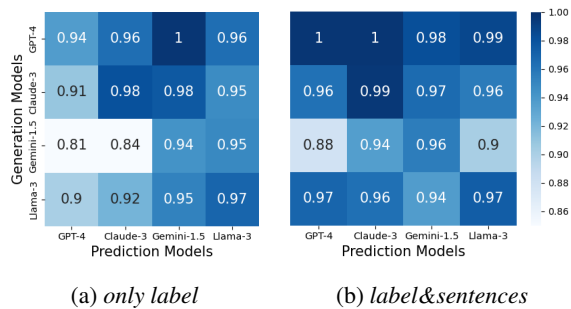 GPT-4 0.94 0.96 1 0.96
Claude-3 0.91 0.98 0.98 0.95
Gemini-1.5 0.81 0.84 0.94 0.95
Llama-3 0.9 0.92 0.95 0.97
Generation Models
GPT-4 Claude-3 Gemini-1.5 Llama-3
Prediction Models
(a) only label
1 1 0.98 0.99
0.96 0.99 0.97 0.96
0.88 0.94 0.96 0.9
0.97 0.96 0.94 0.97
GPT-4 Claude-3 Gemini-1.5 Llama-3
Prediction Models
(b) label&sentences
1.00
0.98
0.96
0.94
0.92
0.90
0.88
0.86